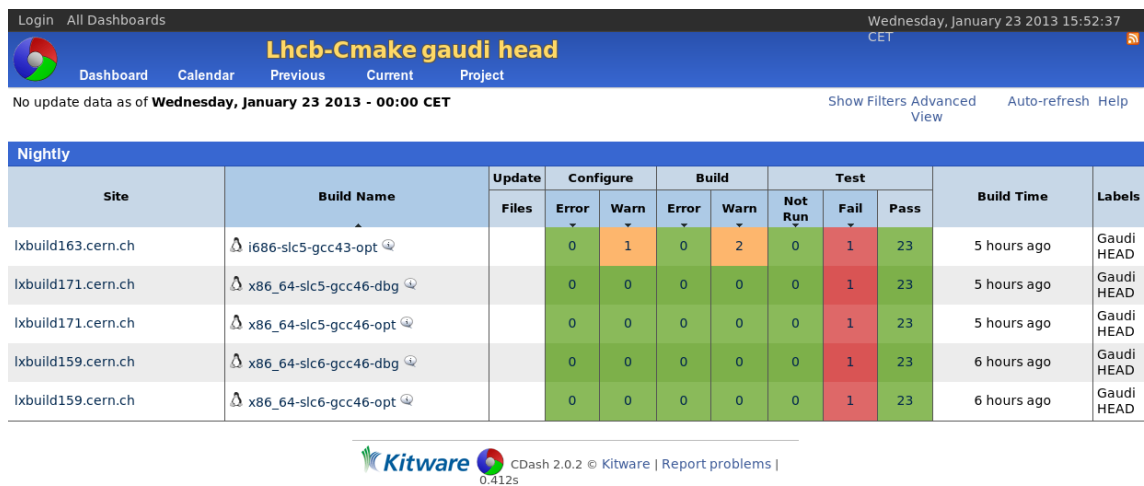 Login All Dashboards Wednesday, January 23 2013 15:52:37
CET
Lhcb-Cmake gaudi head
Dashboard Calendar Previous Current Project
No update data as of Wednesday, January 23 2013 - 00:00 CET Show Filters Advanced View Auto-refresh Help
Nightly
Site Build Name Update Configure Build Test Build Time Labels
Files Error Warn Error Warn Not Run Fail Pass
lxbuild163.cern.ch i686-slc5-gcc43-opt 0 1 0 2 0 1 23 5 hours ago Gaudi HEAD
lxbuild171.cern.ch x86_64-slc5-gcc46-dbg 0 0 0 0 0 1 23 5 hours ago Gaudi HEAD
lxbuild171.cern.ch x86_64-slc5-gcc46-opt 0 0 0 0 0 1 23 5 hours ago Gaudi HEAD
lxbuild159.cern.ch x86_64-slc6-gcc46-dbg 0 0 0 0 0 1 23 6 hours ago Gaudi HEAD
lxbuild159.cern.ch x86_64-slc6-gcc46-opt 0 0 0 0 0 1 23 6 hours ago Gaudi HEAD
Kitware CDash 2.0.2 © Kitware | Report problems |
0.412s